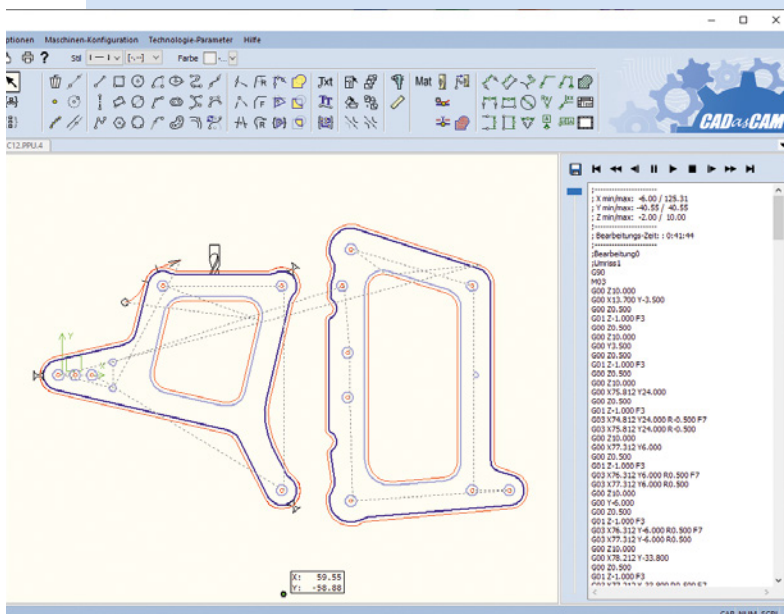 ptionen Maschinen-Konfiguration Technologie-Parameter Hilfe
Stil Farbe
Txt Mat
CADasCAM
C12.PPU.4
;----------------------
; X min/max: -6.00 / 125.31
; Y min/max: -40.55 / 40.55
; Z min/max: -2.00 / 10.00
;----------------------
; Bearbeitungs-Zeit: : 0:41:44
;----------------------
;Bearbeitung0
;Umriss1
G90
M03
G00 Z10.000
G00 X13.700 Y-3.500
G00 Z0.500
G01 Z-1.000 F3
G00 Z0.500
G00 Z10.000
G00 Y3.500
G00 Z0.500
G01 Z-1.000 F3
G00 Z0.500
G00 Z10.000
G00 X75.812 Y24.000
G00 Z0.500
G01 Z-1.000 F3
G03 X74.812 Y24.000 R-0.500 F7
G03 X75.812 Y24.000 R-0.500
G00 Z10.000
G00 X77.312 Y6.000
G00 Z0.500
G01 Z-1.000 F3
G03 X76.312 Y6.000 R0.500 F7
G03 X77.312 Y6.000 R0.500
G00 Z10.000
G00 Y-6.000
G00 Z0.500
G01 Z-1.000 F3
G03 X76.312 Y-6.000 R0.500 F7
G03 X77.312 Y-6.000 R0.500
G00 Z10.000
G00 X78.212 Y-33.800
G00 Z0.500
G01 Z-1.000 F3
Y
X: 59.55
Y: -58.88